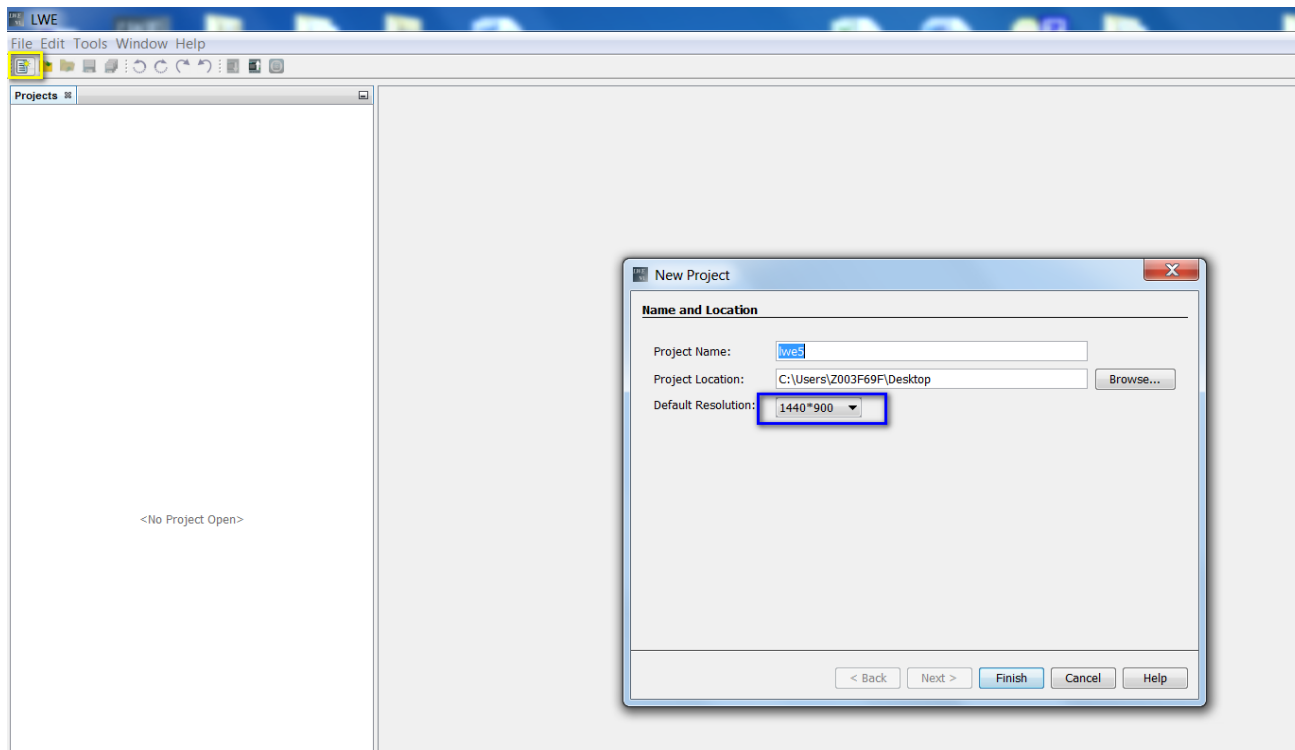 LWE
File Edit Tools Window Help
Projects
<No Project Open>
New Project
Name and Location
Project Name: lwe5
Project Location: C:\Users\Z003F69F\Desktop Browse...
Default Resolution: 1440*900
< Back Next > Finish Cancel Help